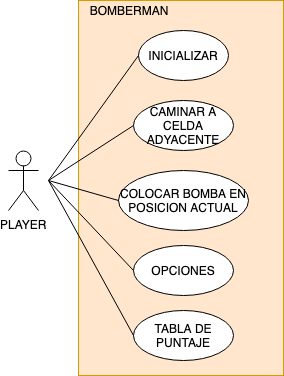 BOMBERMAN
INICIALIZAR
CAMINAR A
CELDA
ADYACENTE
PLAYER
COLOCAR BOMBA EN
POSICION ACTUAL
OPCIONES
TABLA DE
PUNTAJE